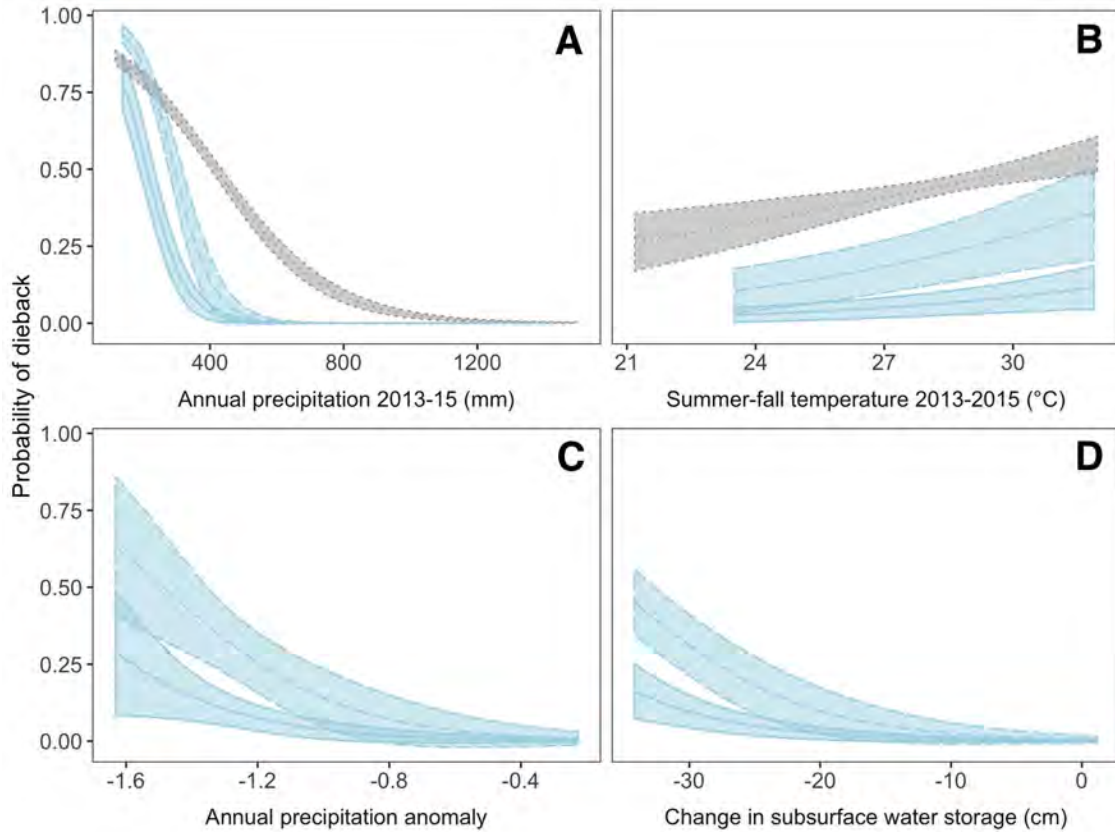 Probability of dieback
A
1.00
0.75
0.50
0.25
0.00
400
800
1200
Annual precipitation 2013-15 (mm)
B
21
24
27
30
Summer-fall temperature 2013-2015 (°C)
C
1.00
0.75
0.50
0.25
0.00
-1.6
-1.2
-0.8
-0.4
Annual precipitation anomaly
D
-30
-20
-10
0
Change in subsurface water storage (cm)